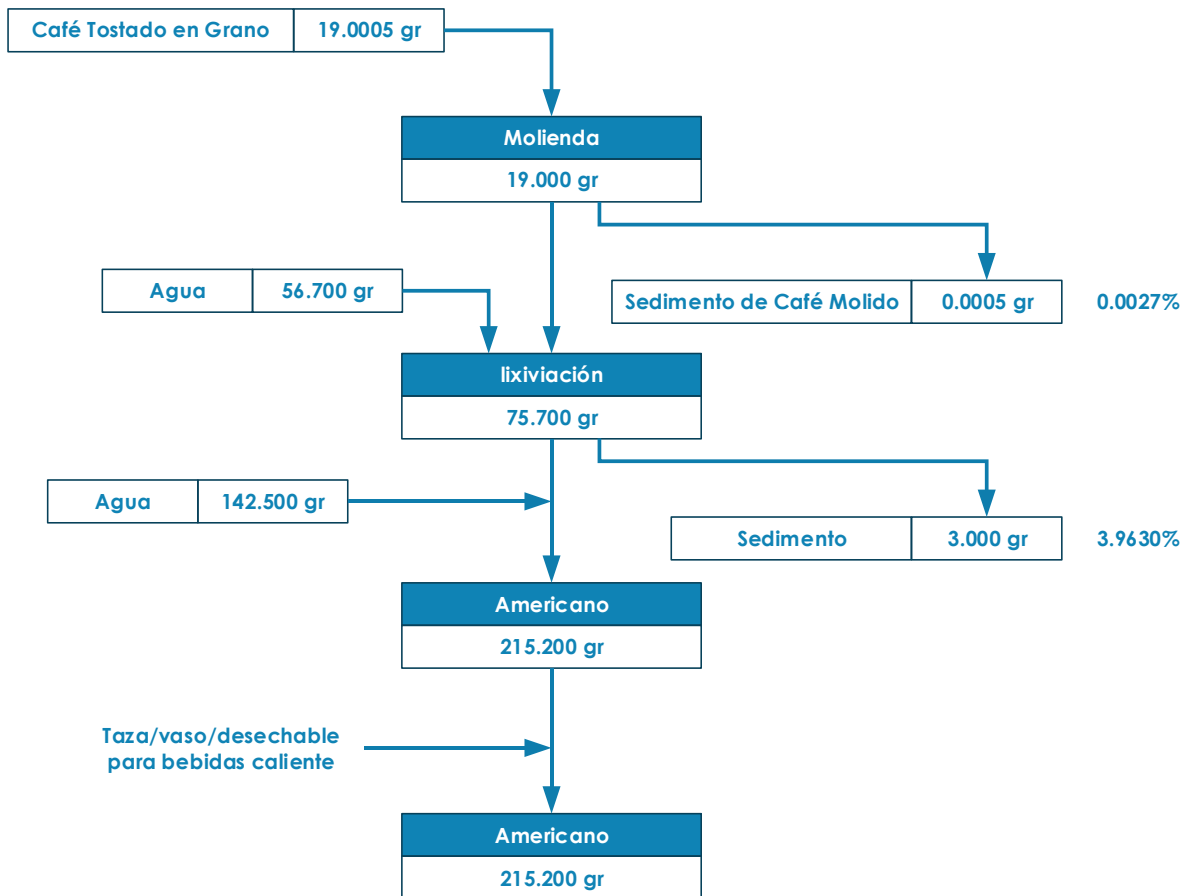 Café Tostado en Grano 19.0005 gr
Molienda
19.000 gr
Agua 56.700 gr
Sedimento de Café Molido 0.0005 gr 0.0027%
lixiviación
75.700 gr
Agua 142.500 gr
Sedimento 3.000 gr 3.9630%
Americano
215.200 gr
Taza/vaso/desechable
para bebidas caliente
Americano
215.200 gr